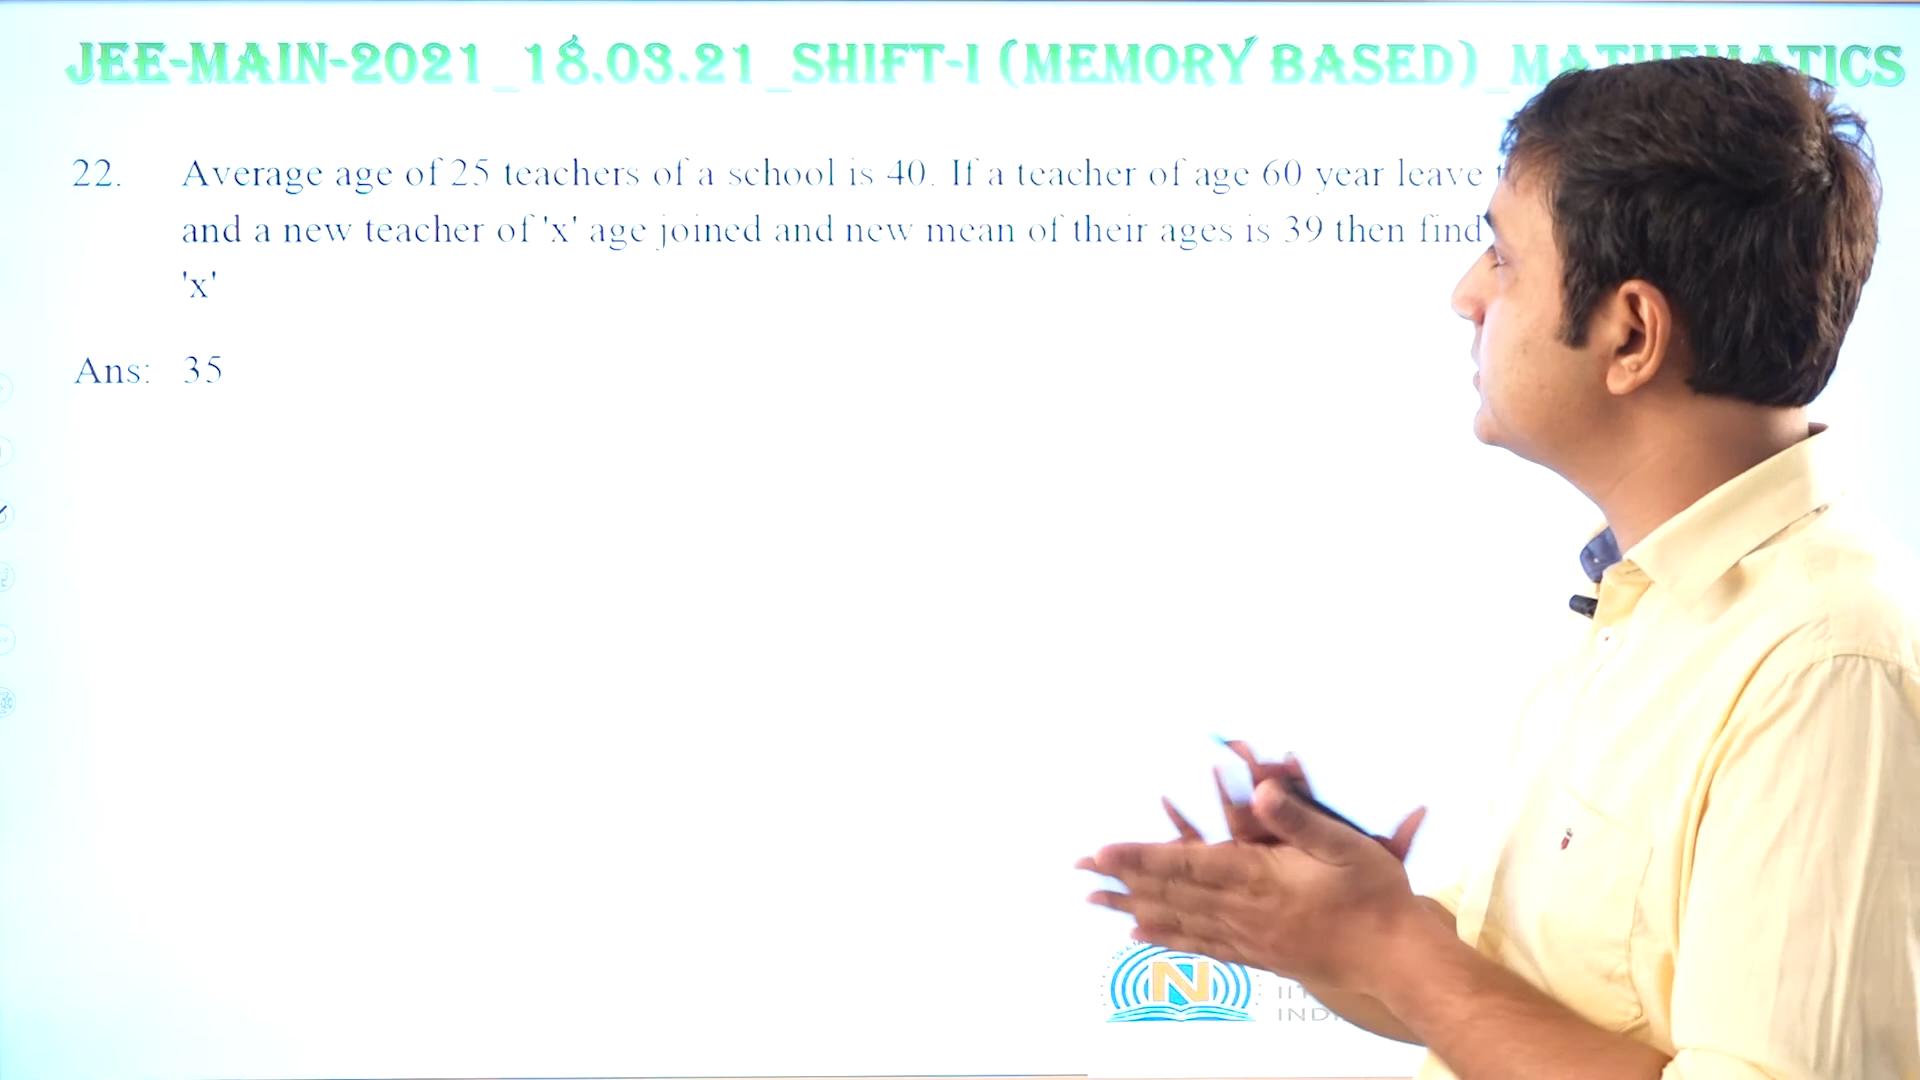 JEE-MAIN-2021_18.03.21_SHIFT-I (MEMORY BASED)_MATHEMATICS
22. Average age of 25 teachers of a school is 40. If a teacher of age 60 year leave
and a new teacher of 'x' age joined and new mean of their ages is 39 then find
'x'
Ans: 35
N